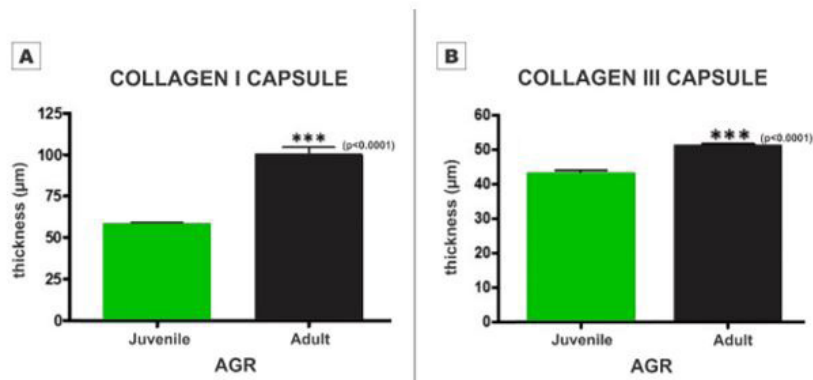 A
COLLAGEN I CAPSULE
125
100
75
50
25
0
thickness (µm)
*** (p<0.0001)
Juvenile
Adult
AGR
B
COLLAGEN III CAPSULE
60
50
40
30
20
10
0
thickness (µm)
*** (p<0.0001)
Juvenile
Adult
AGR